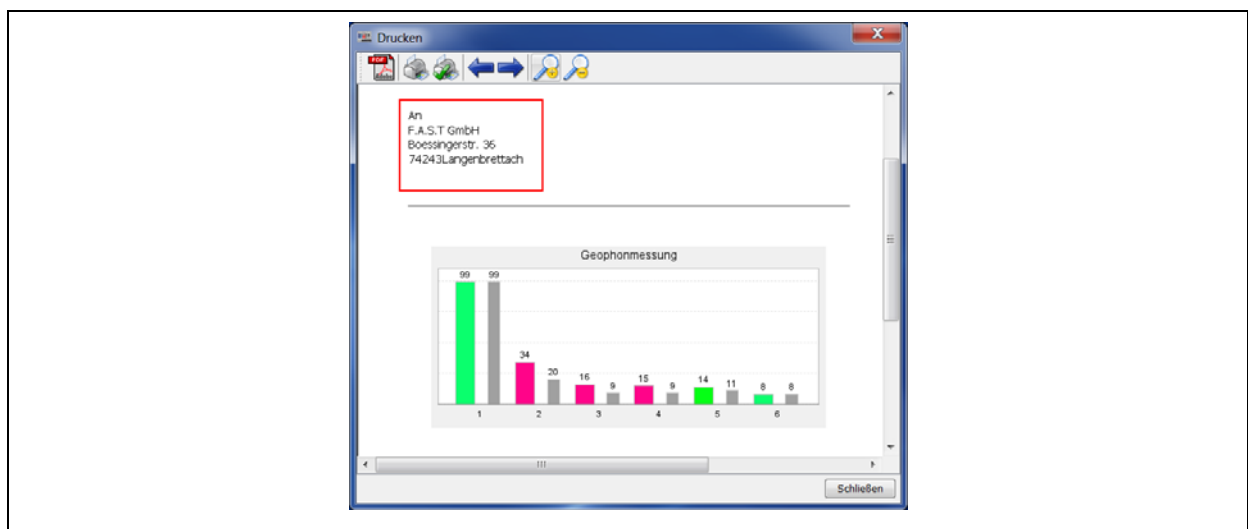 Drucken
PDF
An
F.A.S.T GmbH
Boessingerstr. 36
74243Langenbrettach
Geophonmessung
99 99
34 20
16 9
15 9
14 11
8 8
1 2 3 4 5 6
Schließen